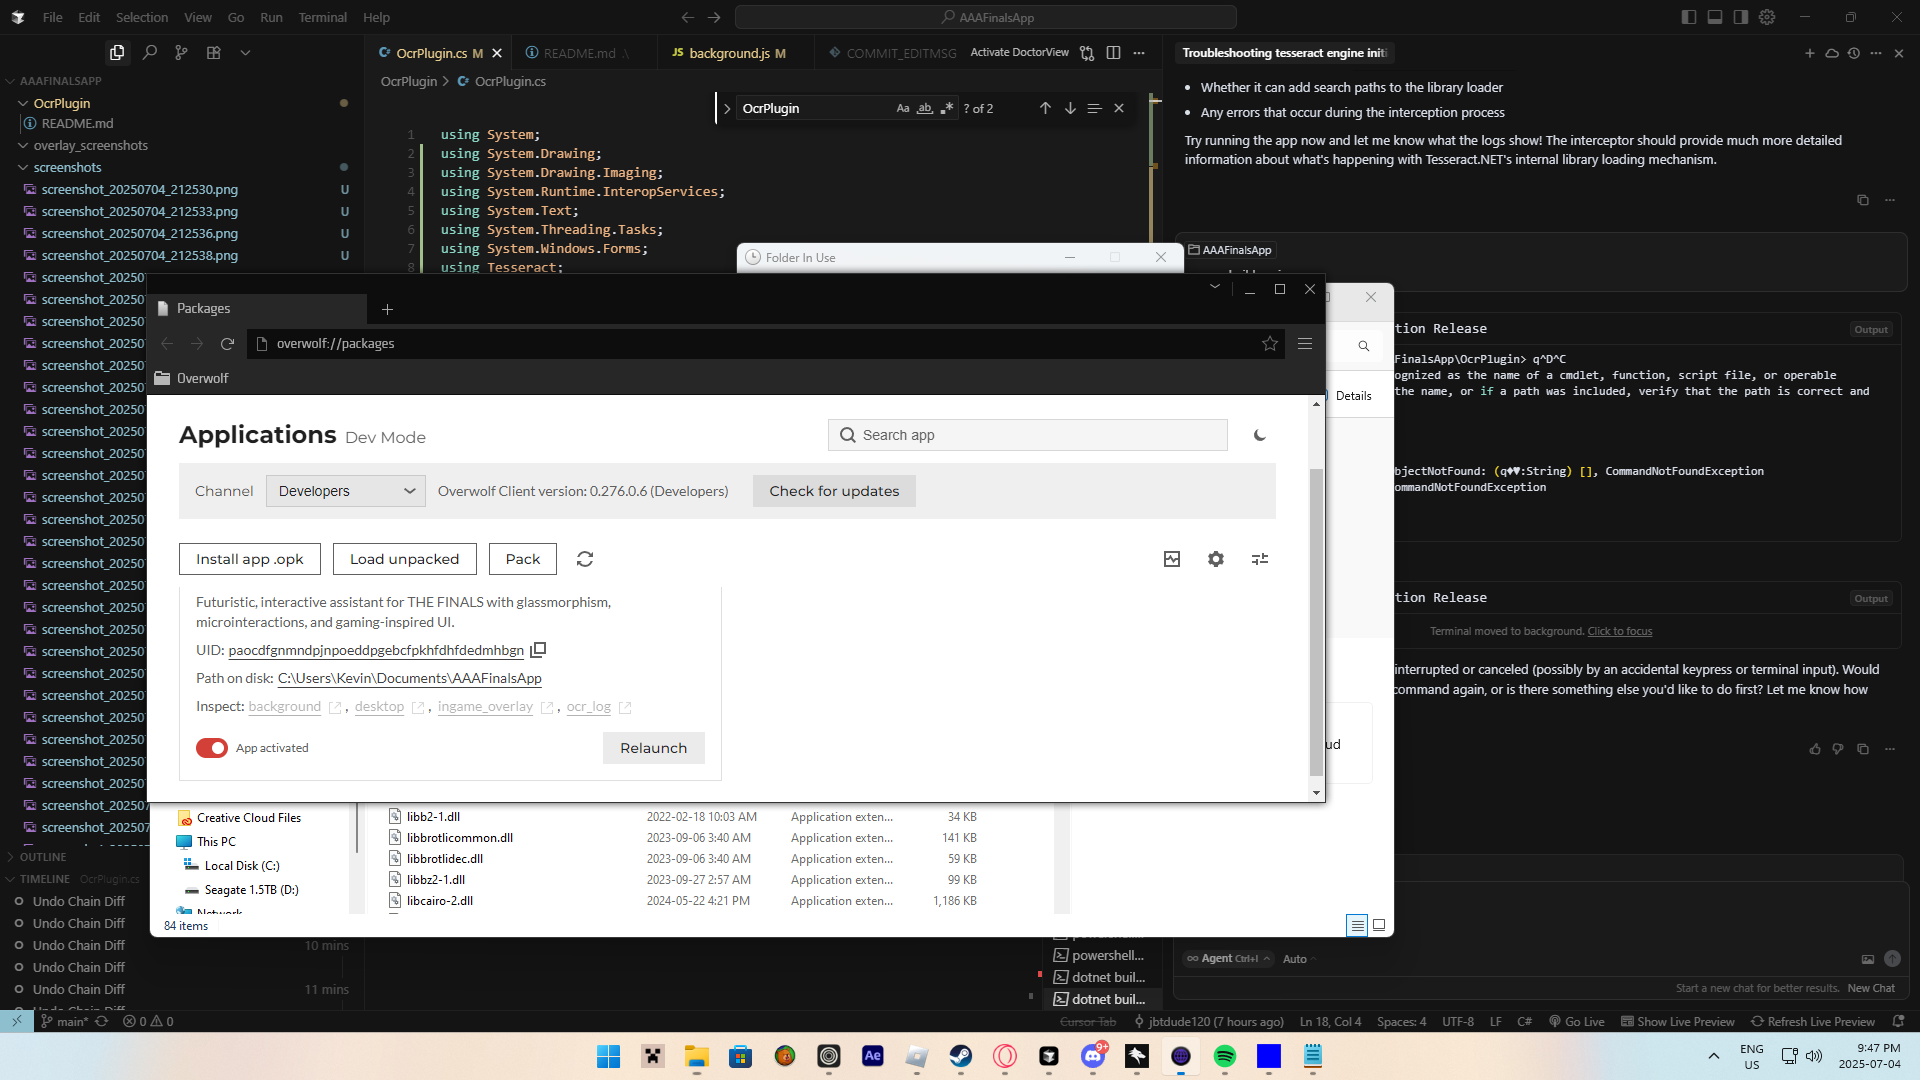 File Edit Selection View Go Run Terminal Help
AAAFinalsApp
OcrPlugin.cs M
README.md .\
JS background.js M
COMMIT_EDITMSG
Activate DoctorView
Troubleshooting tesseract engine initi
AAAFINALSAPP
OcrPlugin > OcrPlugin.cs
OcrPlugin
README.md
overlay_screenshots
screenshots
screenshot_20250704_212530.png U
screenshot_20250704_212533.png U
screenshot_20250704_212536.png U
screenshot_20250704_212538.png U
OcrPlugin
Aa ab
? of 2
1 using System;
2 using System.Drawing;
3 using System.Drawing.Imaging;
4 using System.Runtime.InteropServices;
5 using System.Text;
6 using System.Threading.Tasks;
7 using System.Windows.Forms;
8 using Tesseract;
• Whether it can add search paths to the library loader
• Any errors that occur during the interception process
Try running the app now and let me know what the logs show! The interceptor should provide much more detailed
information about what's happening with Tesseract.NET's internal library loading mechanism.
AAAFinalsApp
Folder In Use
Packages
overwolf://packages
Overwolf
Applications Dev Mode
Search app
Channel
Developers
Overwolf Client version: 0.276.0.6 (Developers)
Check for updates
Install app .opk
Load unpacked
Pack
Futuristic, interactive assistant for THE FINALS with glassmorphism,
microinteractions, and gaming-inspired UI.
UID: paocdfgnmndpjnpoeddpgebcfpkhfdhfdedmhbgn
Path on disk: C:\Users\Kevin\Documents\AAAFinalsApp
Inspect: background , desktop , ingame_overlay , ocr_log
App activated
Relaunch
Details
tion Release
Output
FinalsApp\OcrPlugin> q^D^C
ognized as the name of a cmdlet, function, script file, or operable
the name, or if a path was included, verify that the path is correct and
bjectNotFound: (q♦♥:String) [], CommandNotFoundException
ommandNotFoundException
tion Release
Output
Terminal moved to background. Click to focus
interrupted or canceled (possibly by an accidental keypress or terminal input). Would
command again, or is there something else you'd like to do first? Let me know how
ud
Creative Cloud Files
This PC
Local Disk (C:)
Seagate 1.5TB (D:)
Network
libb2-1.dll 2022-02-18 10:03 AM Application exten... 34 KB
libbrotlicommon.dll 2023-09-06 3:40 AM Application exten... 141 KB
libbrotlidec.dll 2023-09-06 3:40 AM Application exten... 59 KB
libbz2-1.dll 2023-09-27 2:57 AM Application exten... 99 KB
libcairo-2.dll 2024-05-22 4:21 PM Application exten... 1,186 KB
84 items
OUTLINE
TIMELINE OcrPlugin.cs
Undo Chain Diff
Undo Chain Diff
Undo Chain Diff 10 mins
Undo Chain Diff
Undo Chain Diff 11 mins
powershell...
dotnet buil...
dotnet buil...
Agent Ctrl+I
Auto
Start a new chat for better results. New Chat
main*
0 0
Cursor Tab
jbtdude120 (7 hours ago)
Ln 18, Col 4
Spaces: 4
UTF-8
LF
C#
Go Live
Show Live Preview
Refresh Live Preview
Ae
9+
ENG
US
9:47 PM
2025-07-04